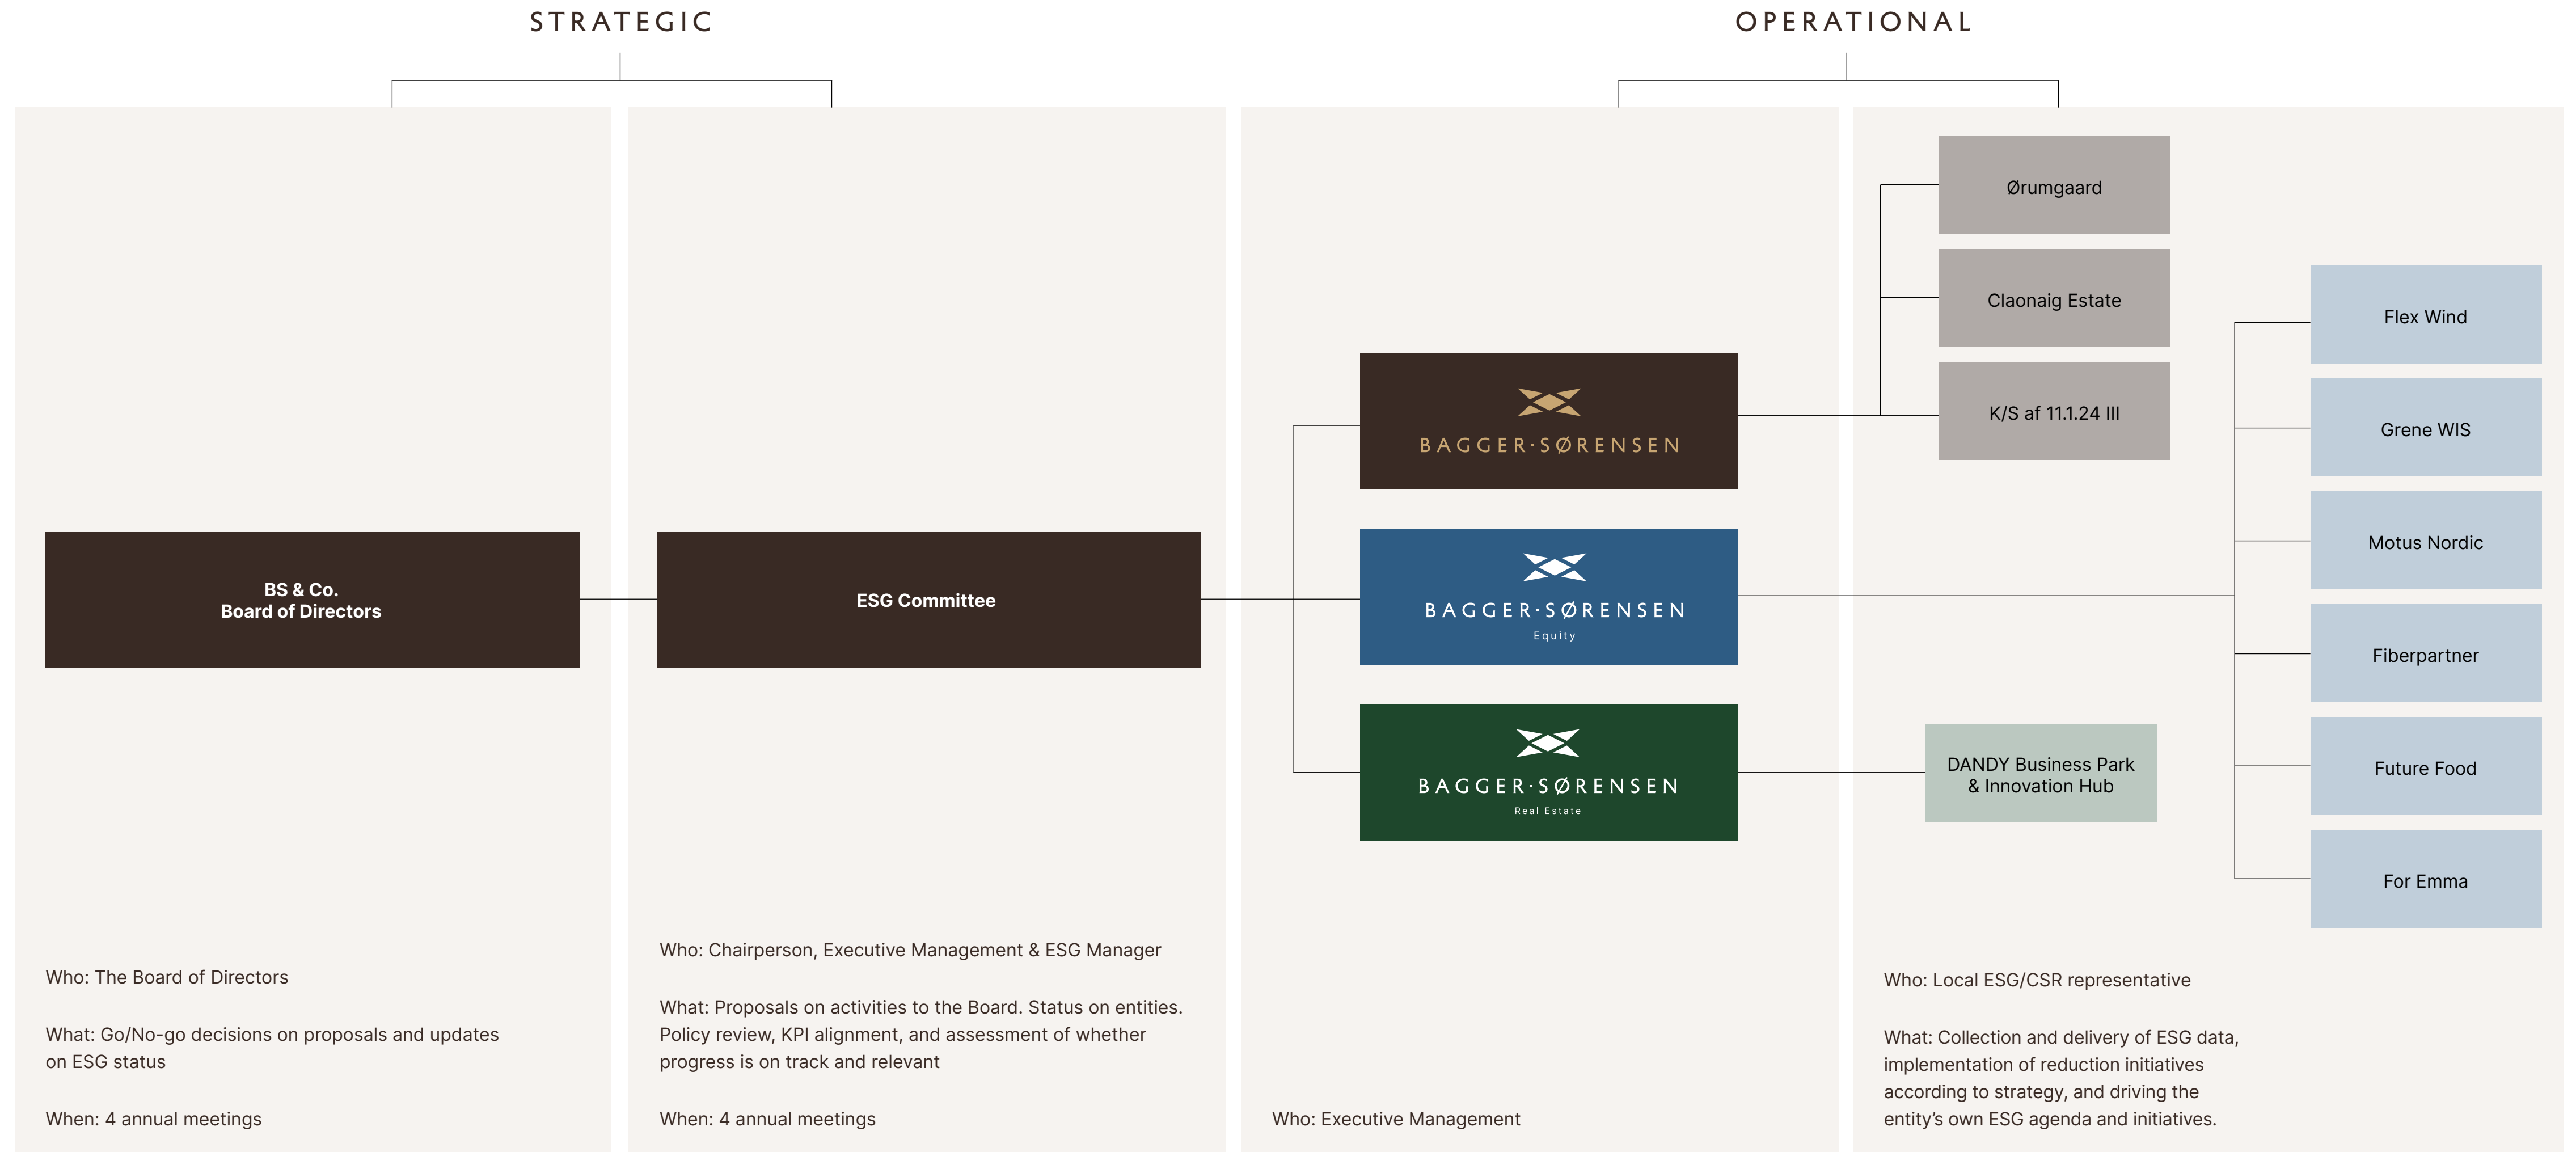 STRATEGIC
OPERATIONAL
BS & Co.
Board of Directors
Who: The Board of Directors
What: Go/No-go decisions on proposals and updates
on ESG status
When: 4 annual meetings
ESG Committee
Who: Chairperson, Executive Management & ESG Manager
What: Proposals on activities to the Board. Status on entities.
Policy review, KPI alignment, and assessment of whether
progress is on track and relevant
When: 4 annual meetings
BAGGER·SØRENSEN
BAGGER·SØRENSEN
Equity
BAGGER·SØRENSEN
Real Estate
Who: Executive Management
Ørumgaard
Claonaig Estate
K/S af 11.1.24 III
DANDY Business Park
& Innovation Hub
Flex Wind
Grene WIS
Motus Nordic
Fiberpartner
Future Food
For Emma
Who: Local ESG/CSR representative
What: Collection and delivery of ESG data,
implementation of reduction initiatives
according to strategy, and driving the
entity’s own ESG agenda and initiatives.